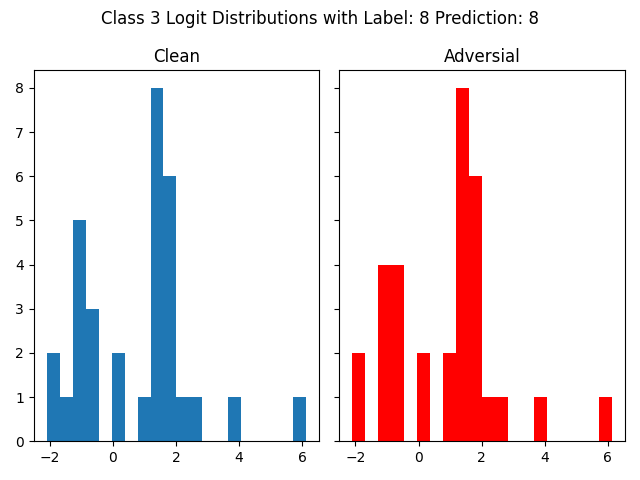 Class 3 Logit Distributions with Label: 8 Prediction: 8
Clean
Adversial
8
7
6
5
4
3
2
1
0
−2 0 2 4 6
−2 0 2 4 6